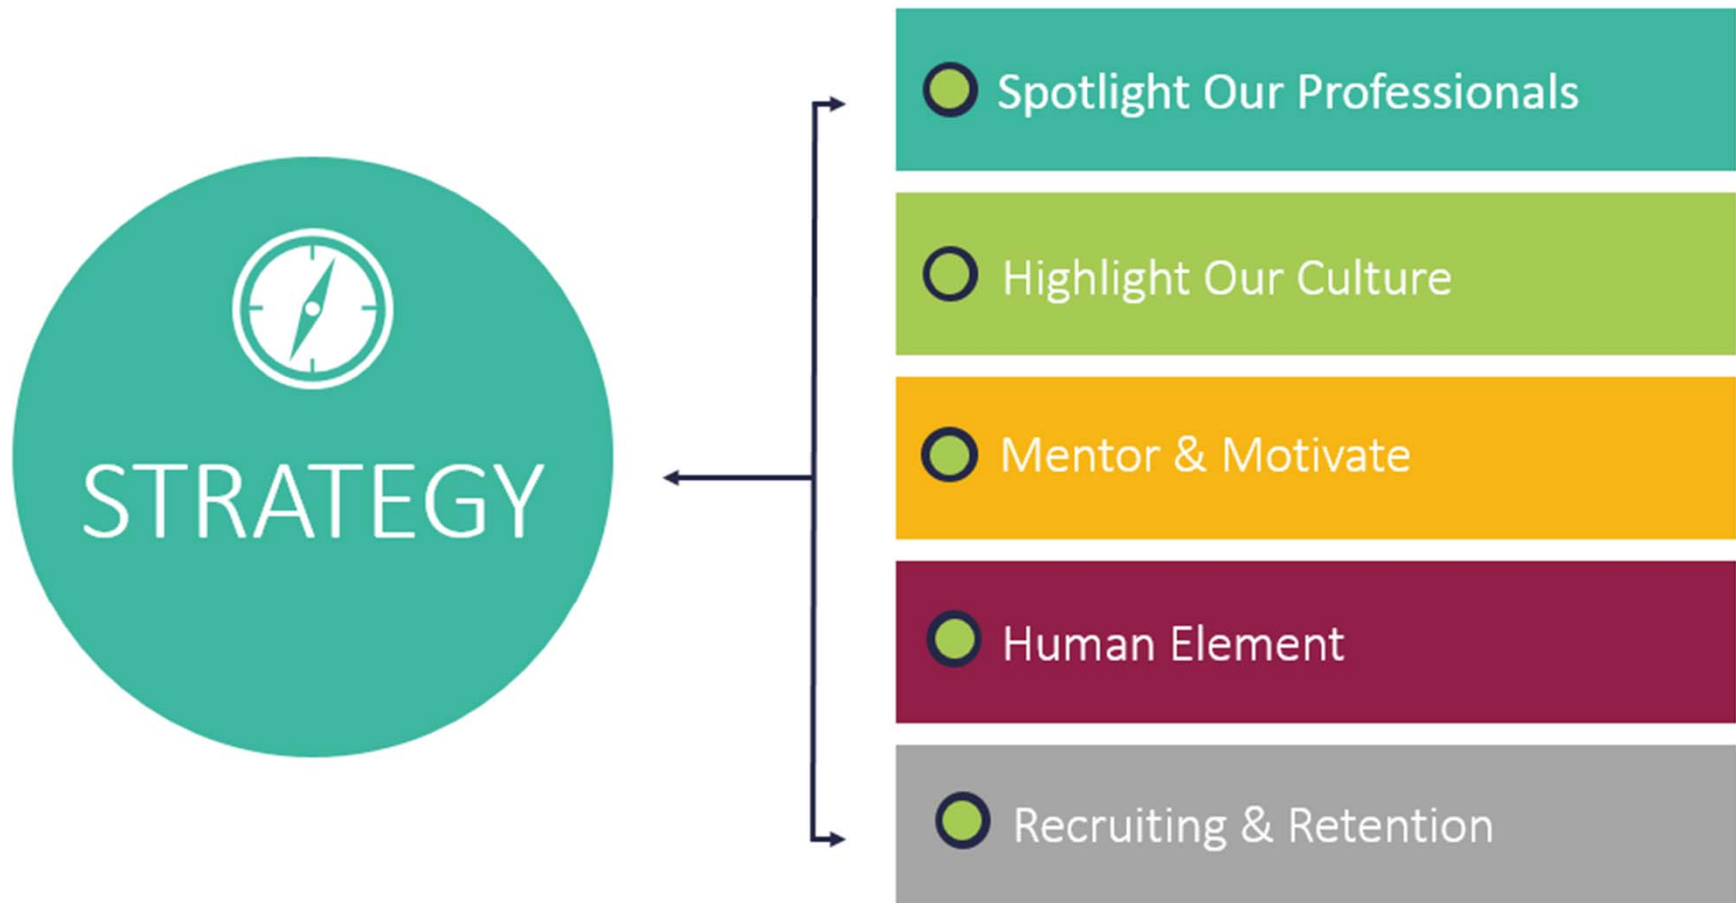 STRATEGY
Spotlight Our Professionals
Highlight Our Culture
Mentor & Motivate
Human Element
Recruiting & Retention